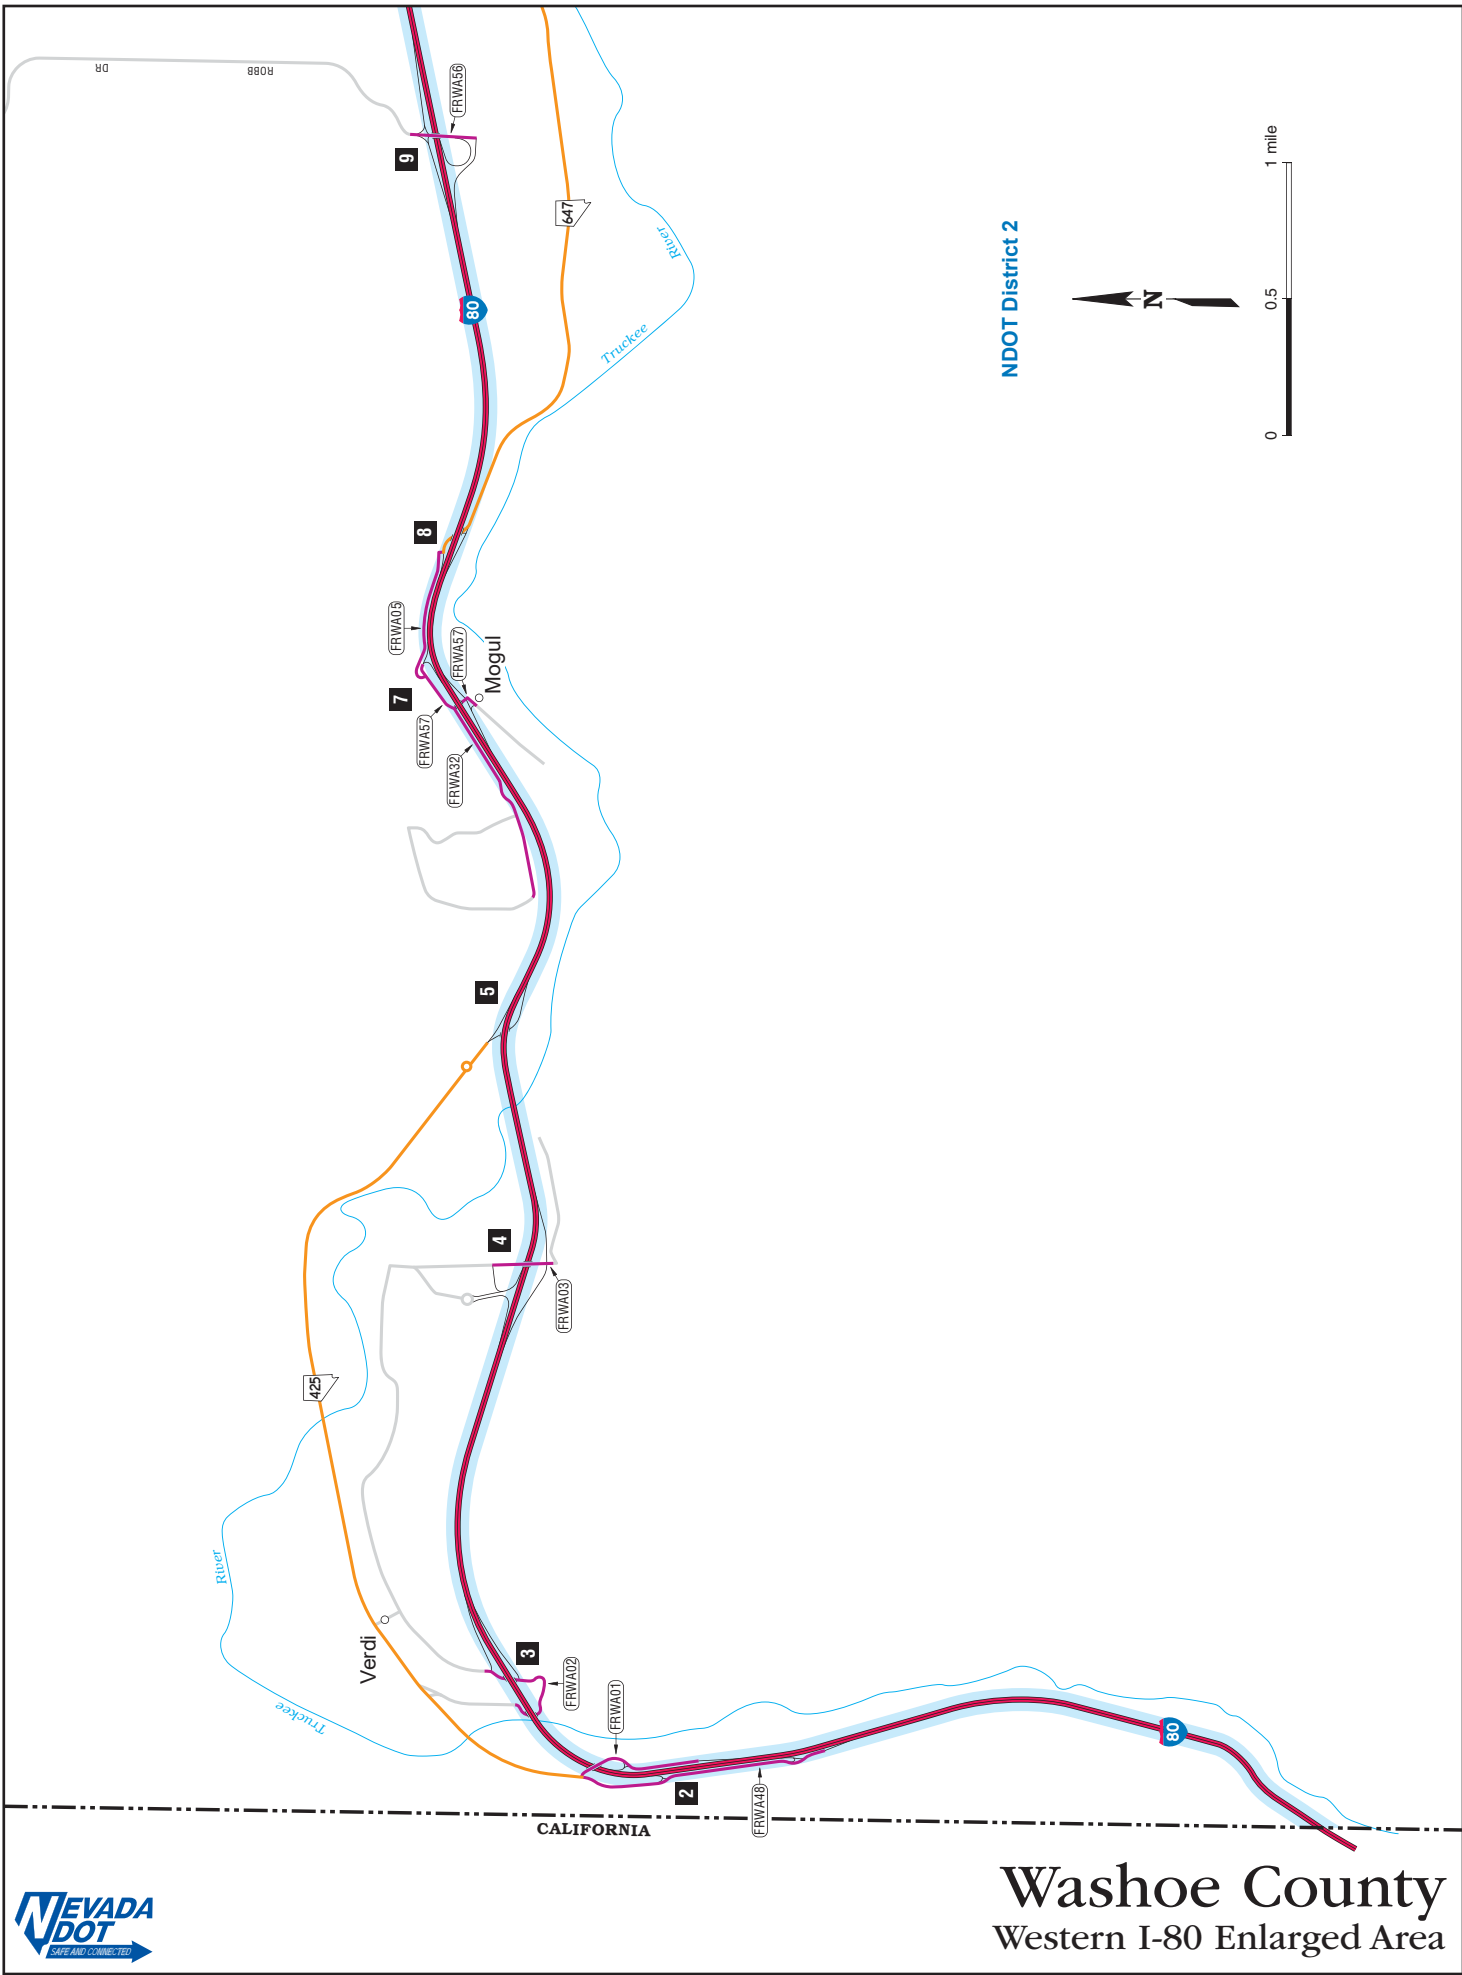 DR
ROBB
FRWA56
9
647
River
Truckee
80
NDOT District 2
N
0
0.5
1 mile
8
FRWA05
FRWA57
Mogul
7
FRWA57
FRWA32
5
4
FRWA03
425
River
Verdi
Truckee
3
FRWA02
FRWA01
2
FRWA48
80
CALIFORNIA
NEVADA
DOT
SAFE AND CONNECTED
Washoe County
Western I-80 Enlarged Area